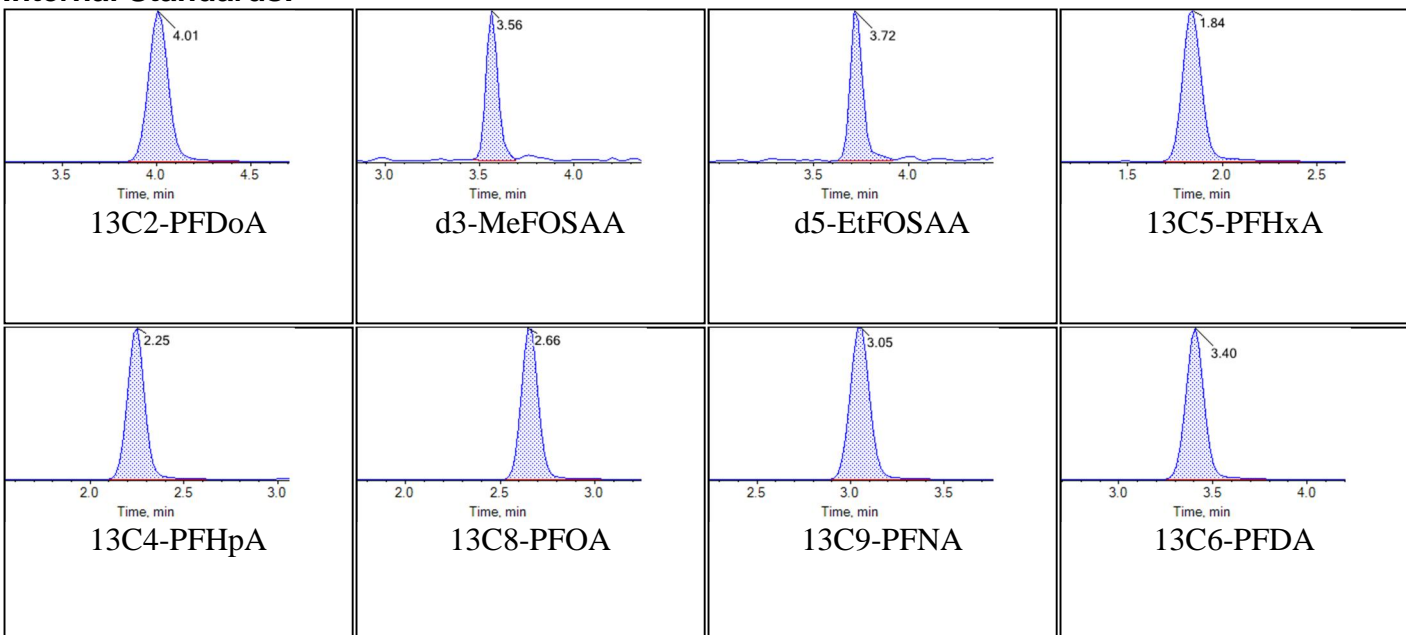 Internal Standards:
4.01
3.5 4.0 4.5
Time, min
13C2-PFDoA
3.56
3.0 3.5 4.0
Time, min
d3-MeFOSAA
3.72
3.5 4.0
Time, min
d5-EtFOSAA
1.84
1.5 2.0 2.5
Time, min
13C5-PFHxA
2.25
2.0 2.5 3.0
Time, min
13C4-PFHpA
2.66
2.0 2.5 3.0
Time, min
13C8-PFOA
3.05
2.5 3.0 3.5
Time, min
13C9-PFNA
3.40
3.0 3.5 4.0
Time, min
13C6-PFDA